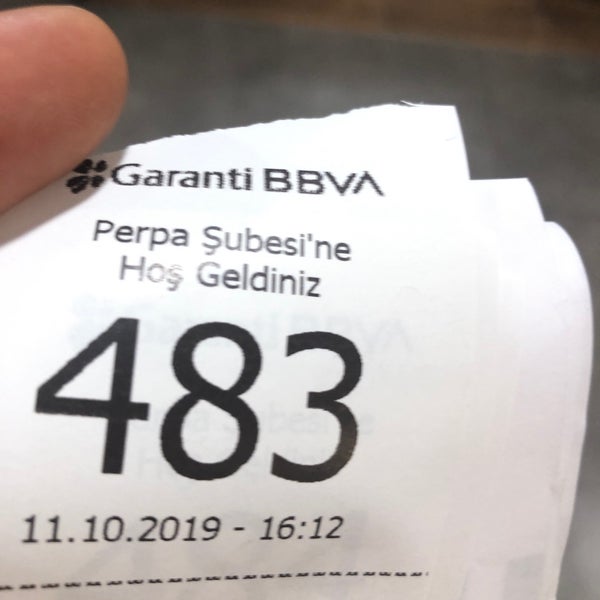 Garanti BBVA
Perpa Şubesi'ne
Hoş Geldiniz
483
11.10.2019 - 16:12